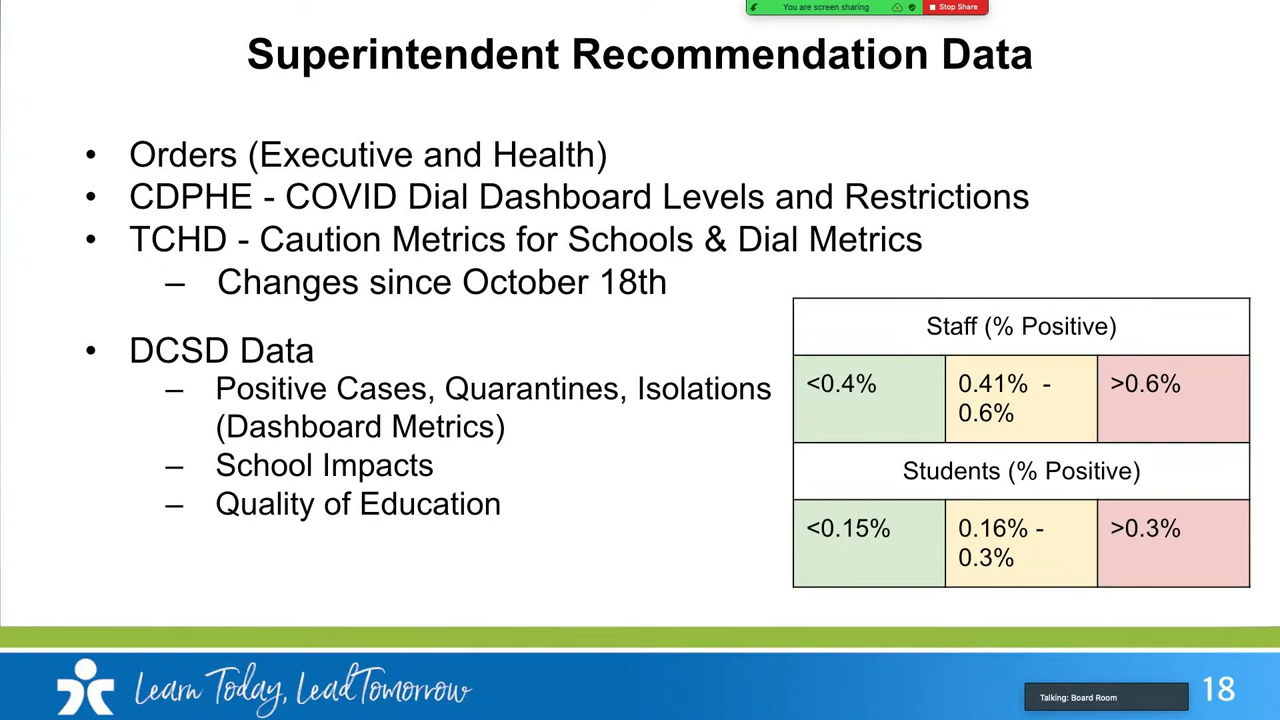 You are screen sharing
Stop Share
Superintendent Recommendation Data
• Orders (Executive and Health)
• CDPHE - COVID Dial Dashboard Levels and Restrictions
• TCHD - Caution Metrics for Schools & Dial Metrics
– Changes since October 18th
• DCSD Data
– Positive Cases, Quarantines, Isolations
(Dashboard Metrics)
– School Impacts
– Quality of Education
Staff (% Positive)
<0.4%
0.41% -
0.6%
>0.6%
Students (% Positive)
<0.15%
0.16% -
0.3%
>0.3%
Learn Today, Lead Tomorrow
Talking: Board Room
18